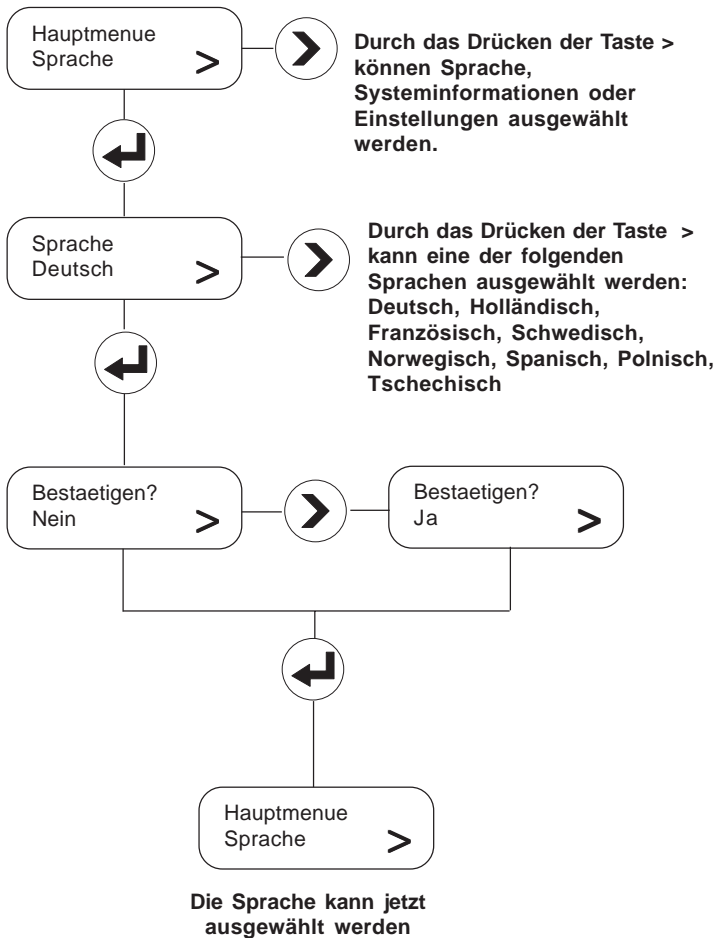 Hauptmenue
Sprache >
Durch das Drücken der Taste >
können Sprache,
Systeminformationen oder
Einstellungen ausgewählt
werden.
Sprache
Deutsch >
Durch das Drücken der Taste >
kann eine der folgenden
Sprachen ausgewählt werden:
Deutsch, Holländisch,
Französisch, Schwedisch,
Norwegisch, Spanisch, Polnisch,
Tschechisch
Bestaetigen?
Nein >
Bestaetigen?
Ja >
Hauptmenue
Sprache >
Die Sprache kann jetzt
ausgewählt werden